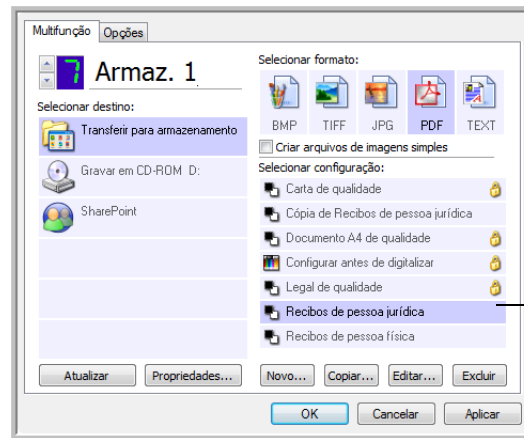 Multifunção Opções
7 Armaz. 1
Selecionar destino:
Transferir para armazenamento
Gravar em CD-ROM D:
SharePoint
Atualizar Propriedades...
Selecionar formato:
BMP TIFF JPG PDF TEXT
Criar arquivos de imagens simples
Selecionar configuração:
Carta de qualidade
Cópia de Recibos de pessoa jurídica
Documento A4 de qualidade
Configurar antes de digitalizar
Legal de qualidade
Recibos de pessoa jurídica
Recibos de pessoa física
Novo... Copiar... Editar... Excluir
OK Cancelar Aplicar